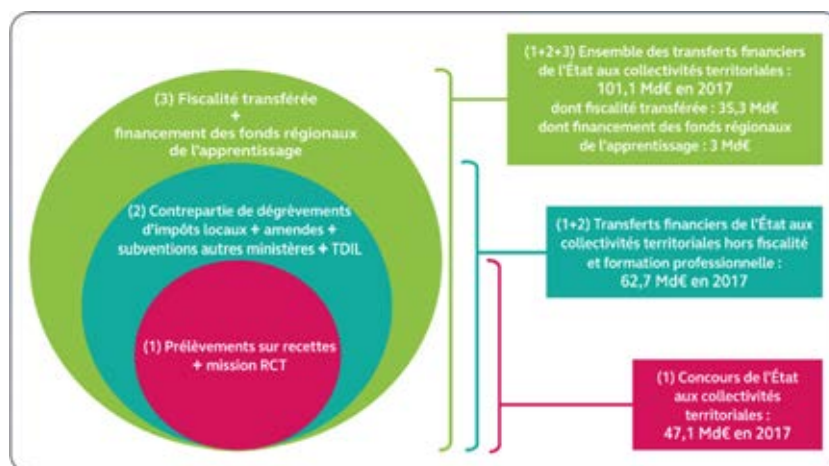 (3) Fiscalité transférée
+
financement des fonds régionaux
de l'apprentissage
(2) Contrepartie de dégrèvements
d'impôts locaux + amendes +
subventions autres ministères + TDIL
(1) Prélèvements sur recettes
+ mission RCT
(1+2+3) Ensemble des transferts financiers
de l'État aux collectivités territoriales :
101,1 Md€ en 2017
dont fiscalité transférée : 35,3 Md€
dont financement des fonds régionaux
de l'apprentissage : 3 Md€
(1+2) Transferts financiers de l'État aux
collectivités territoriales hors fiscalité
et formation professionnelle :
62,7 Md€ en 2017
(1) Concours de l'État
aux collectivités
territoriales :
47,1 Md€ en 2017